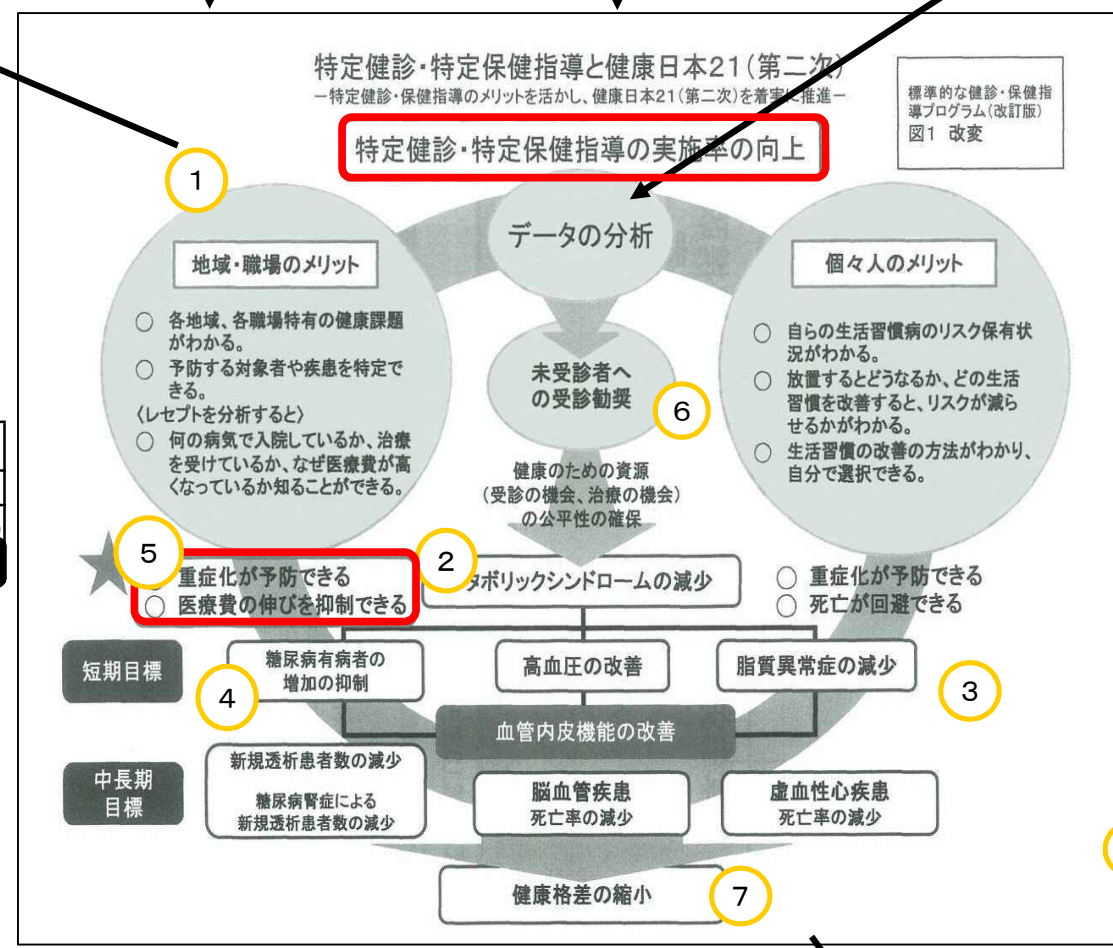 特定健診・特定保健指導と健康日本21(第二次)
−特定健診・保健指導のメリットを活かし、健康日本21(第二次)を着実に推進−
標準的な健診・保健指
導プログラム(改訂版)
図1 改変
特定健診・特定保健指導の実施率の向上
1
データの分析
地域・職場のメリット
○ 各地域、各職場特有の健康課題
がわかる。
○ 予防する対象者や疾患を特定で
きる。
〈レセプトを分析すると〉
○ 何の病気で入院しているか、治療
を受けているか、なぜ医療費が高
くなっているか知ることができる。
個々人のメリット
○ 自らの生活習慣病のリスク保有状
況がわかる。
○ 放置するとどうなるか、どの生活
習慣を改善すると、リスクが減ら
せるかがわかる。
○ 生活習慣の改善の方法がわかり、
自分で選択できる。
未受診者へ
の受診勧奨
6
健康のための資源
(受診の機会、治療の機会)
の公平性の確保
5
○ 重症化が予防できる
○ 医療費の伸びを抑制できる
2
タボリックシンドロームの減少
○ 重症化が予防できる
○ 死亡が回避できる
短期目標
糖尿病有病者の
増加の抑制
4
高血圧の改善
脂質異常症の減少
3
血管内皮機能の改善
中長期
目標
新規透析患者数の減少
糖尿病腎症による
新規透析患者数の減少
脳血管疾患
死亡率の減少
虚血性心疾患
死亡率の減少
健康格差の縮小
7